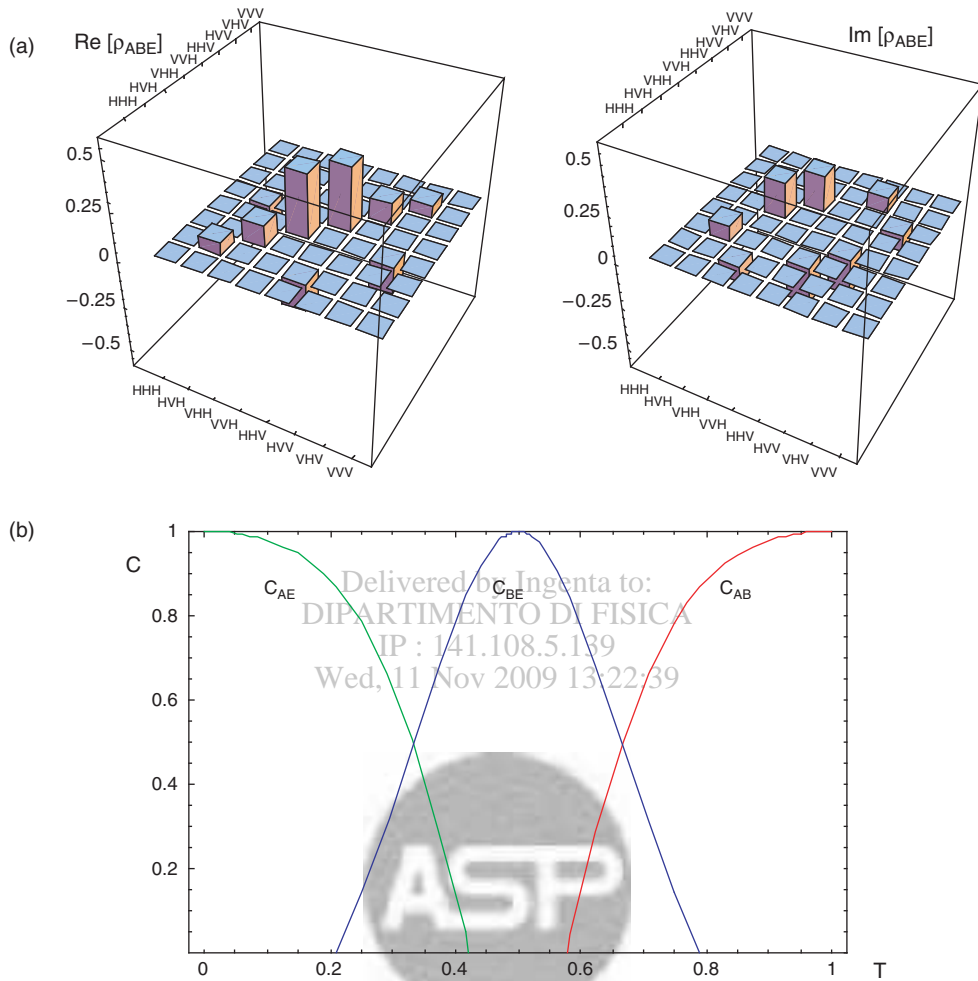 (a)
Re [ρABE]
VVV
VHV
HVV
HHV
VVH
VHH
HVH
HHH
0.5
0.25
0
−0.25
−0.5
HHH
HVH
VVH
HHV
HVV
VHV
VVV
Im [ρABE]
VVV
VHV
HVV
HHV
VVH
VHH
HVH
HHH
0.5
0.25
0
−0.25
−0.5
HHH
HVH
VVH
HHV
HVV
VHV
VVV
(b)
C
1
0.8
0.6
0.4
0.2
CAE
CBE
CAB
Delivered by Ingenta to:
DIPARTIMENTO DI FISICA
IP : 141.108.5.139
Wed, 11 Nov 2009 13:22:39
ASP
0 0.2 0.4 0.6 0.8 1 T